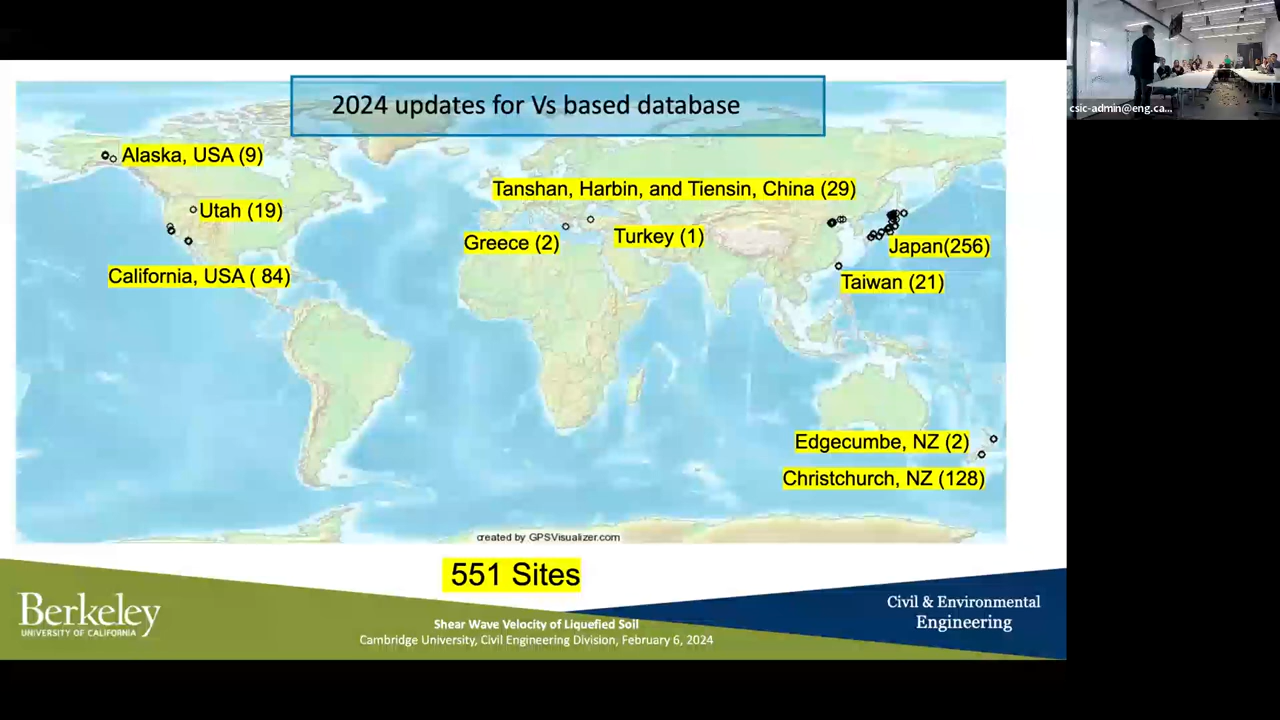 csic-admin@eng.ca...
2024 updates for Vs based database
Alaska, USA (9)
Tanshan, Harbin, and Tiensin, China (29)
Utah (19)
Greece (2)
Turkey (1)
Japan(256)
California, USA ( 84)
Taiwan (21)
Edgecumbe, NZ (2)
Christchurch, NZ (128)
created by GPSVisualizer.com
551 Sites
Berkeley
UNIVERSITY OF CALIFORNIA
Shear Wave Velocity of Liquefied Soil
Cambridge University, Civil Engineering Division, February 6, 2024
Civil & Environmental
Engineering